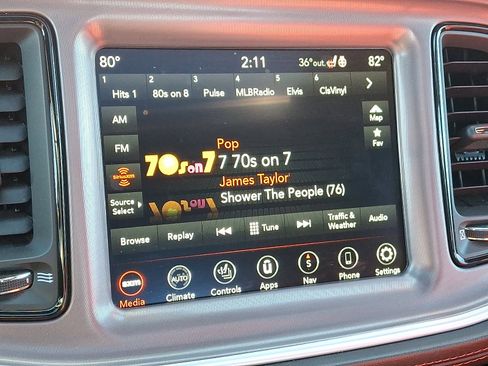 80° 2:11 36°out 82°
1 2 3 4 5 6
Hits 1 80s on 8 Pulse MLBRadio Elvis ClsVinyl
AM
Map
FM
Fav
Pop
70s on 7 7 70s on 7
SiriusXM
James Taylor
Shower The People (76)
Source
Select
Browse Replay Tune Traffic & Weather Audio
sxm AUTO S
Media Climate Controls Apps Nav Phone Settings